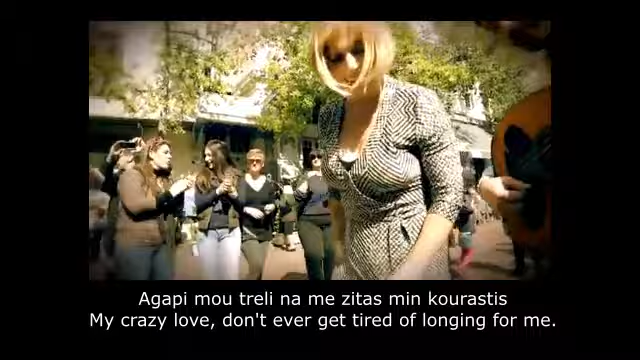 Agapi mou treli na me zitas min kourastis
My crazy love, don't ever get tired of longing for me.